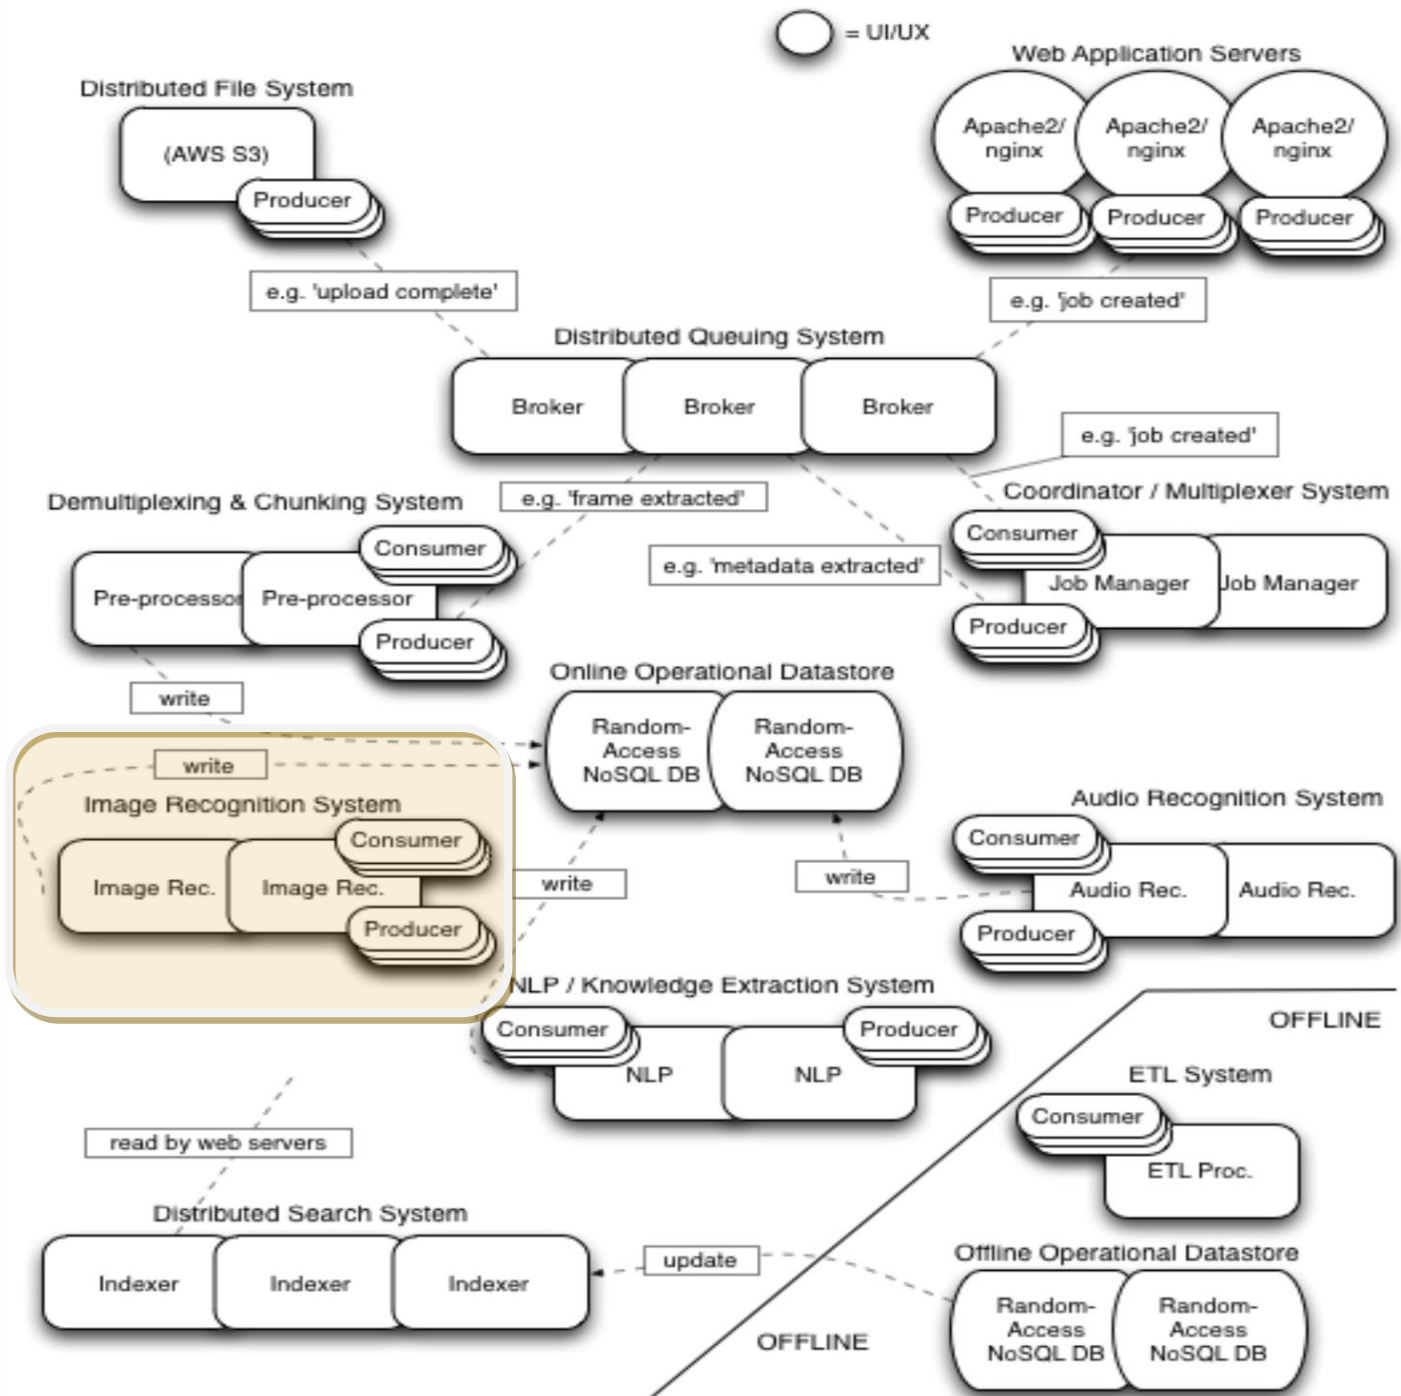 = UI/UX
Web Application Servers
Distributed File System
(AWS S3)
Producer
Apache2/
nginx
Apache2/
nginx
Apache2/
nginx
Producer
Producer
Producer
e.g. 'upload complete'
e.g. 'job created'
Distributed Queuing System
Broker
Broker
Broker
e.g. 'job created'
e.g. 'frame extracted'
e.g. 'metadata extracted'
Demultiplexing & Chunking System
Consumer
Pre-processor
Pre-processor
Producer
Coordinator / Multiplexer System
Consumer
Job Manager
Job Manager
Producer
write
Online Operational Datastore
Random-
Access
NoSQL DB
Random-
Access
NoSQL DB
write
Image Recognition System
Consumer
Image Rec.
Image Rec.
Producer
write
write
Audio Recognition System
Consumer
Audio Rec.
Audio Rec.
Producer
NLP / Knowledge Extraction System
Consumer
Producer
NLP
NLP
OFFLINE
ETL System
Consumer
ETL Proc.
read by web servers
Distributed Search System
Indexer
Indexer
Indexer
update
Offline Operational Datastore
Random-
Access
NoSQL DB
Random-
Access
NoSQL DB
OFFLINE